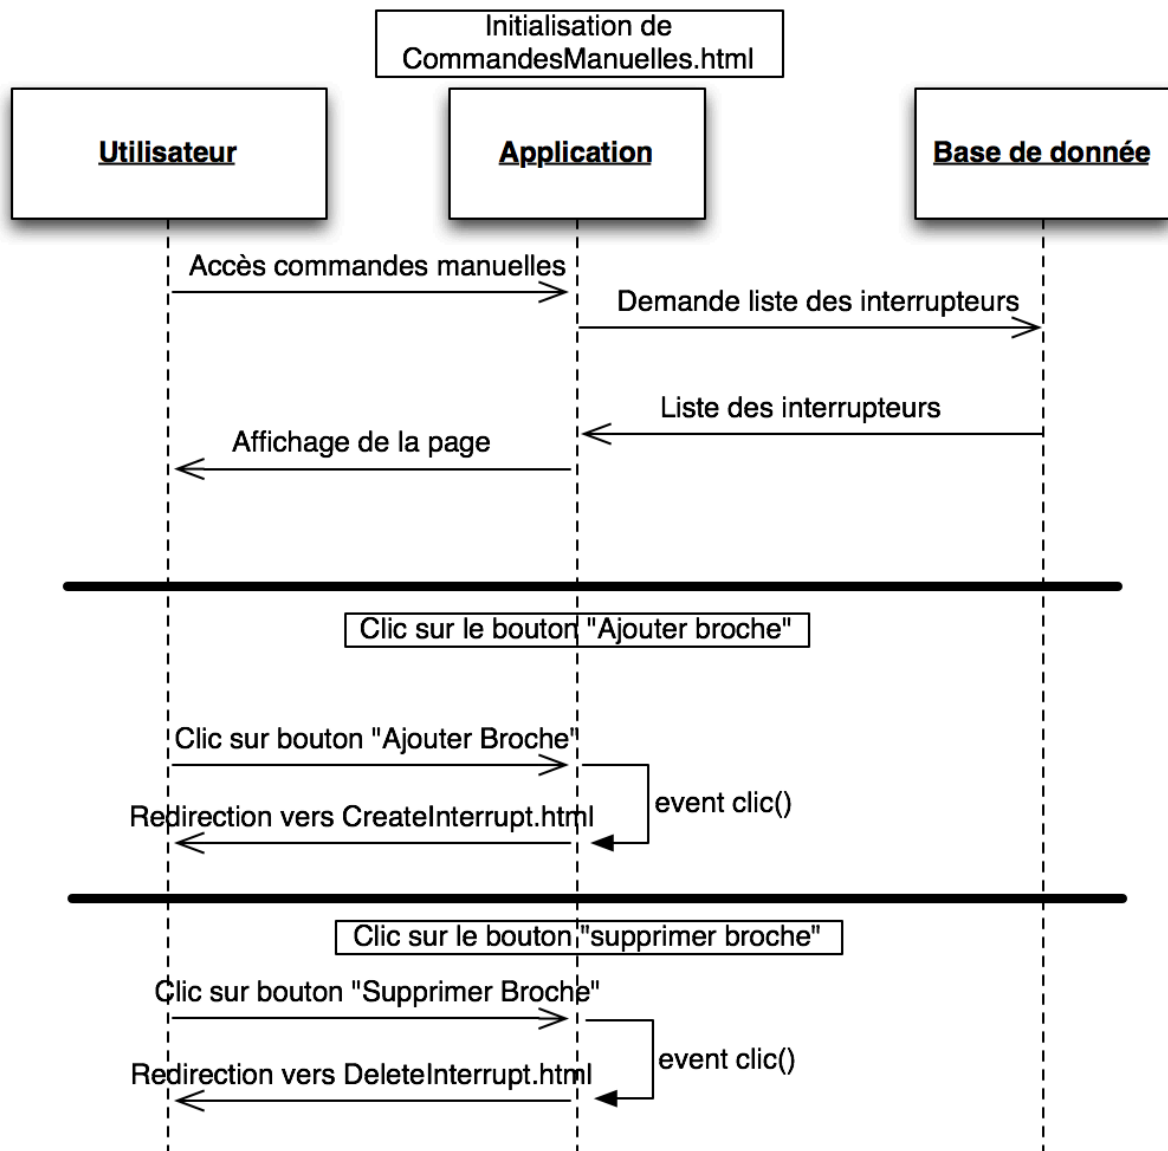 Initialisation de
CommandesManuelles.html
Utilisateur
Application
Base de donnée
Accès commandes manuelles
Demande liste des interrupteurs
Liste des interrupteurs
Affichage de la page
Clic sur le bouton "Ajouter broche"
Clic sur bouton "Ajouter Broche"
event clic()
Redirection vers CreateInterrupt.html
Clic sur le bouton "supprimer broche"
Clic sur bouton "Supprimer Broche"
event clic()
Redirection vers DeleteInterrupt.html